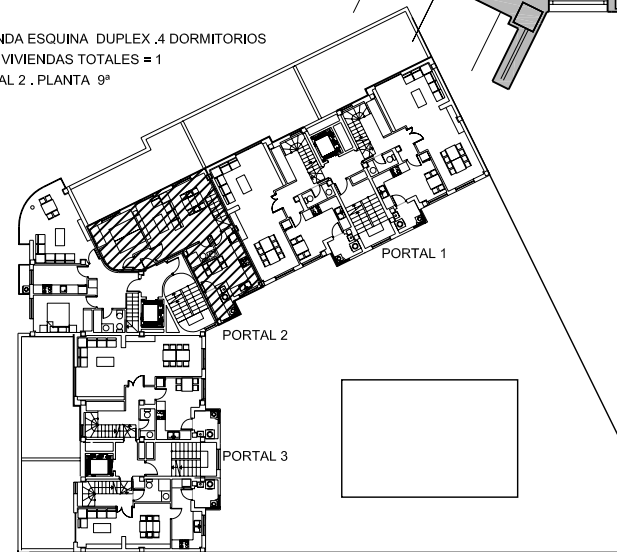 NDA ESQUINA DUPLEX .4 DORMITORIOS
VIVIENDAS TOTALES = 1
AL 2 . PLANTA 9ª
PORTAL 1
PORTAL 2
PORTAL 3